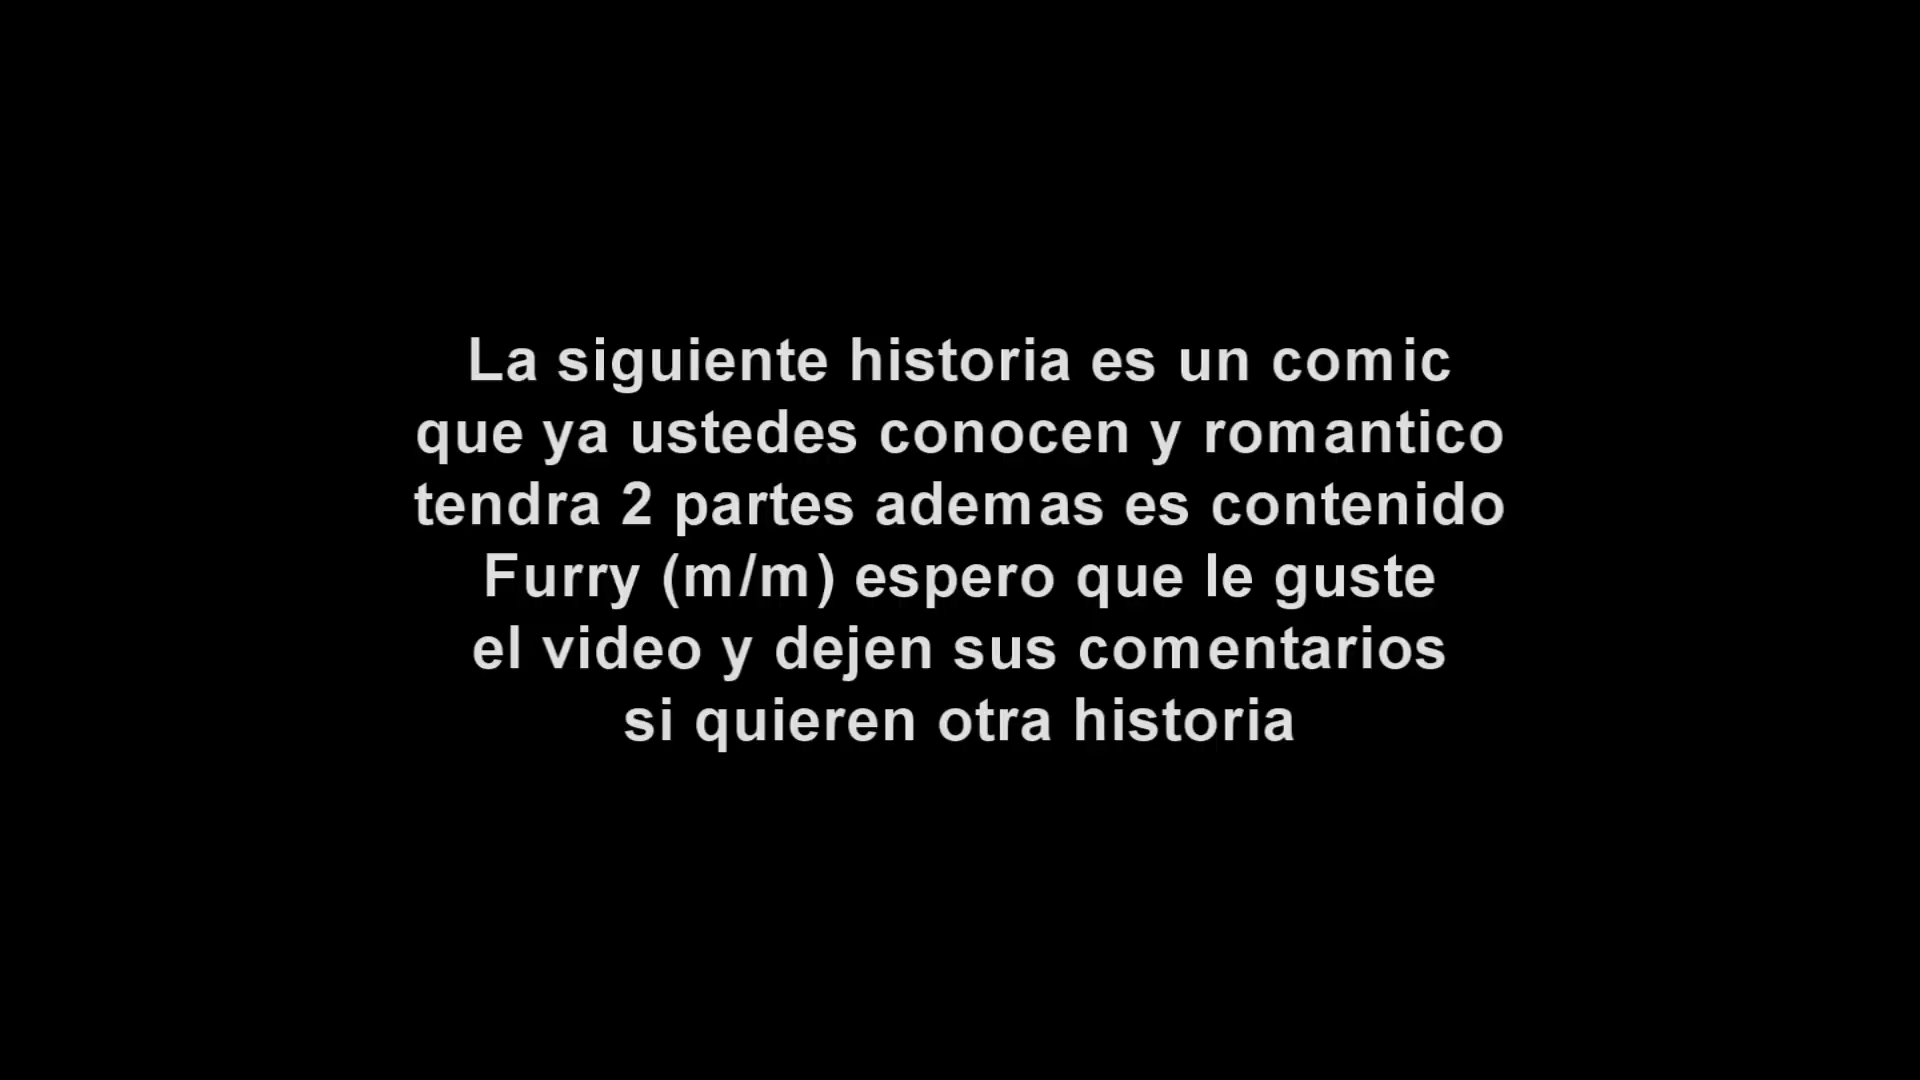 La siguiente historia es un comic
que ya ustedes conocen y romantico
tendra 2 partes ademas es contenido
Furry (m/m) espero que le guste
el video y dejen sus comentarios
si quieren otra historia